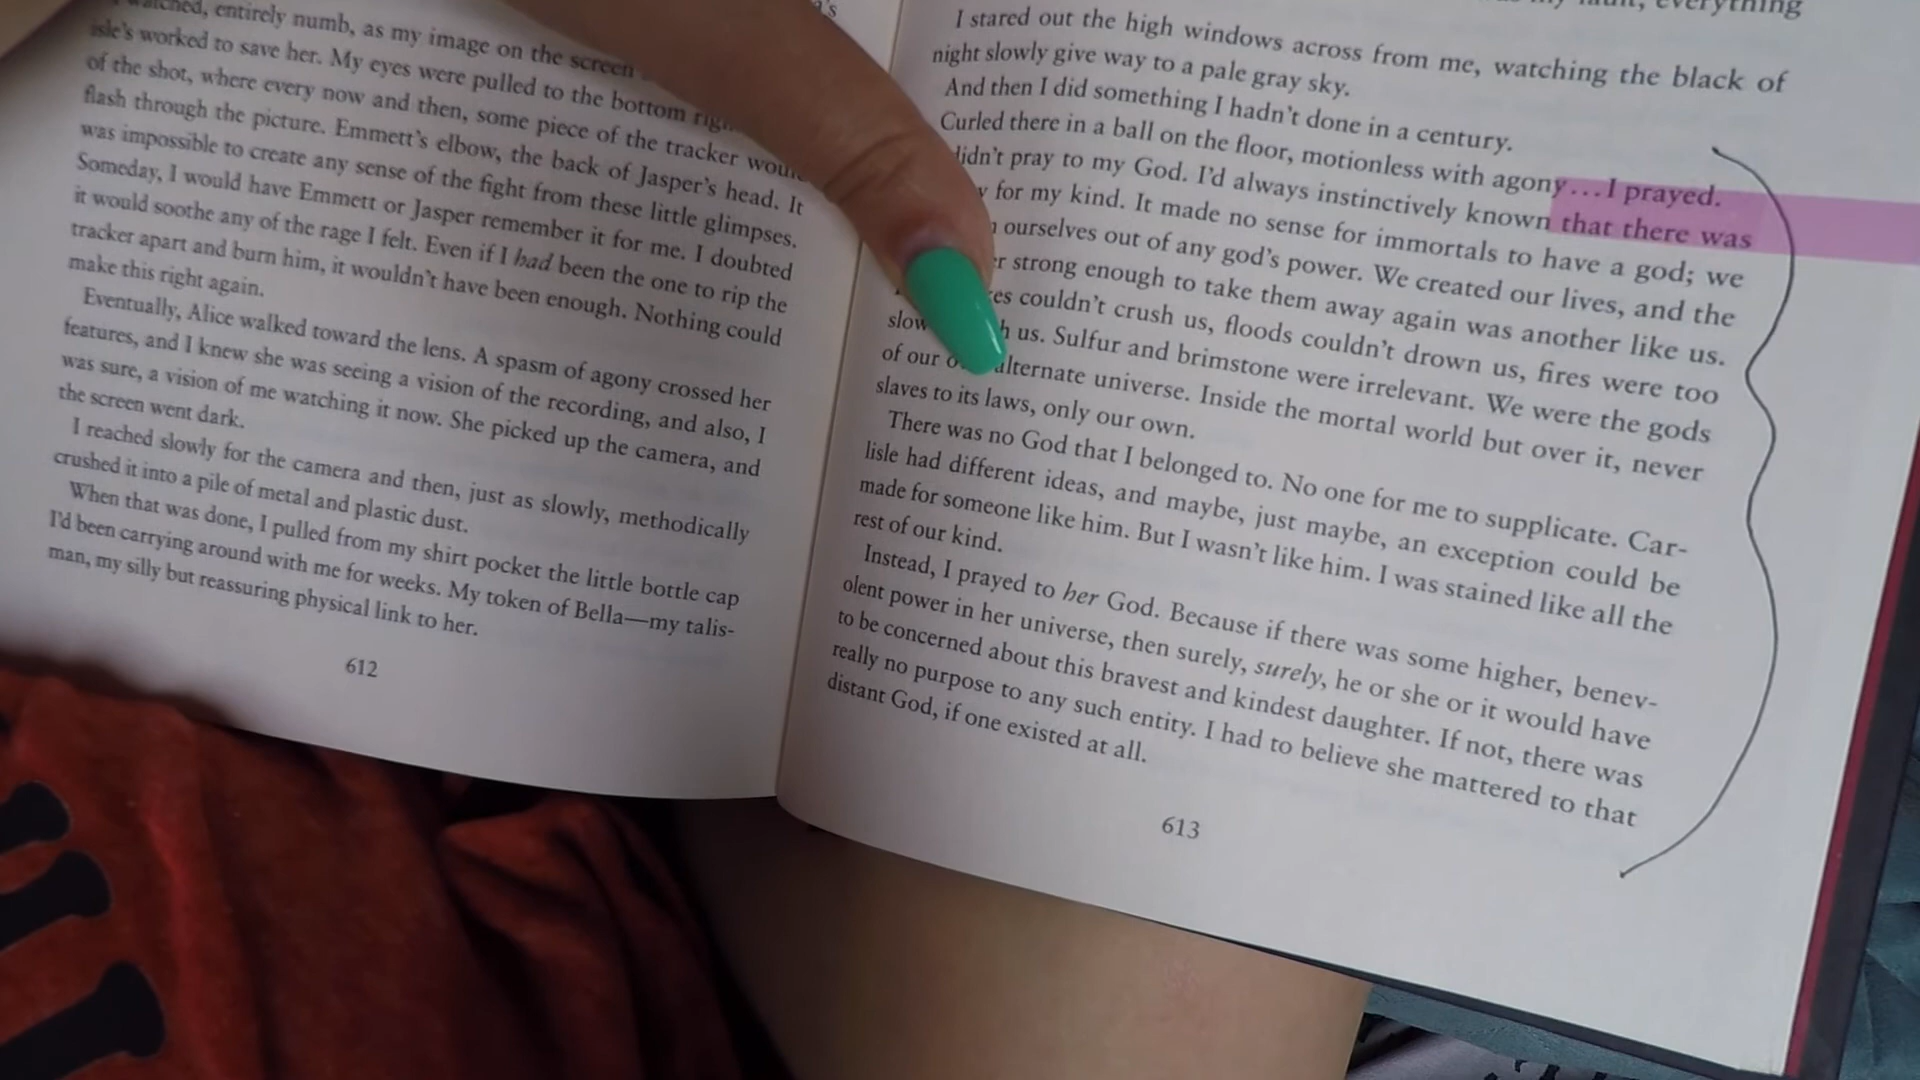 watched, entirely numb, as my image on the screen
isle's worked to save her. My eyes were pulled to the bottom
of the shot, where every now and then, some piece of the tracker would
flash through the picture. Emmett's elbow, the back of Jasper's head. It
was impossible to create any sense of the fight from these little glimpses.
Someday, I would have Emmett or Jasper remember it for me. I doubted
it would soothe any of the rage I felt. Even if I had been the one to rip the
tracker apart and burn him, it wouldn't have been enough. Nothing could
make this right again.
Eventually, Alice walked toward the lens. A spasm of agony crossed her
features, and I knew she was seeing a vision of the recording, and also, I
was sure, a vision of me watching it now. She picked up the camera, and
the screen went dark.
I reached slowly for the camera and then, just as slowly, methodically
crushed it into a pile of metal and plastic dust.
When that was done, I pulled from my shirt pocket the little bottle cap
I'd been carrying around with me for weeks. My token of Bella—my talis-
man, my silly but reassuring physical link to her.
612
fault, everything
I stared out the high windows across from me, watching the black of
night slowly give way to a pale gray sky.
And then I did something I hadn't done in a century.
Curled there in a ball on the floor, motionless with agony…I prayed.
didn't pray to my God. I'd always instinctively known that there was
for my kind. It made no sense for immortals to have a god; we
ourselves out of any god's power. We created our lives, and the
strong enough to take them away again was another like us.
couldn't crush us, floods couldn't drown us, fires were too
slow us. Sulfur and brimstone were irrelevant. We were the gods
of our alternate universe. Inside the mortal world but over it, never
slaves to its laws, only our own.
There was no God that I belonged to. No one for me to supplicate. Car-
lisle had different ideas, and maybe, just maybe, an exception could be
made for someone like him. But I wasn't like him. I was stained like all the
rest of our kind.
Instead, I prayed to her God. Because if there was some higher, benev-
olent power in her universe, then surely, surely, he or she or it would have
to be concerned about this bravest and kindest daughter. If not, there was
really no purpose to any such entity. I had to believe she mattered to that
distant God, if one existed at all.
613